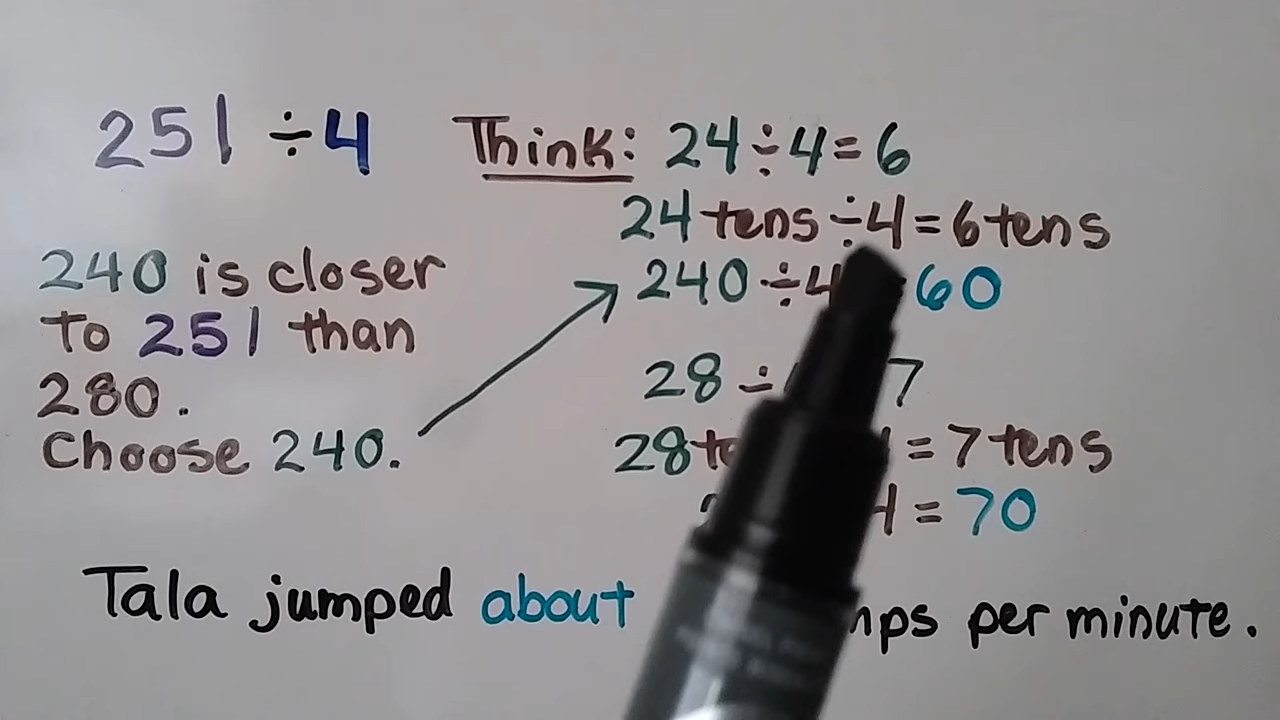 251 ÷ 4
Think: 24 ÷ 4 = 6
24 tens ÷ 4 = 6 tens
240 ÷ 4 60
28 ÷ 7
28 = 7 tens
4 = 70
240 is closer
to 251 than
280.
Choose 240.
Tala jumped about per minute.